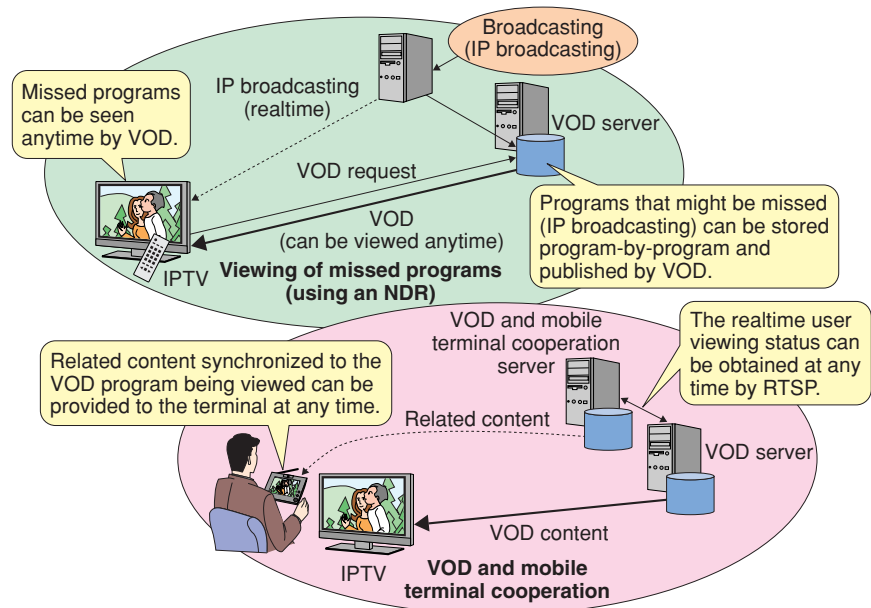 Broadcasting
(IP broadcasting)
Missed programs
can be seen
anytime by VOD.
IP broadcasting
(realtime)
VOD server
VOD request
VOD
(can be viewed anytime)
Programs that might be missed
(IP broadcasting) can be stored
program-by-program and
published by VOD.
IPTV
Viewing of missed programs
(using an NDR)
VOD and mobile
terminal cooperation
server
The realtime user
viewing status can
be obtained at any
time by RTSP.
Related content synchronized to the
VOD program being viewed can be
provided to the terminal at any time.
Related content
VOD server
VOD content
IPTV
VOD and mobile
terminal cooperation